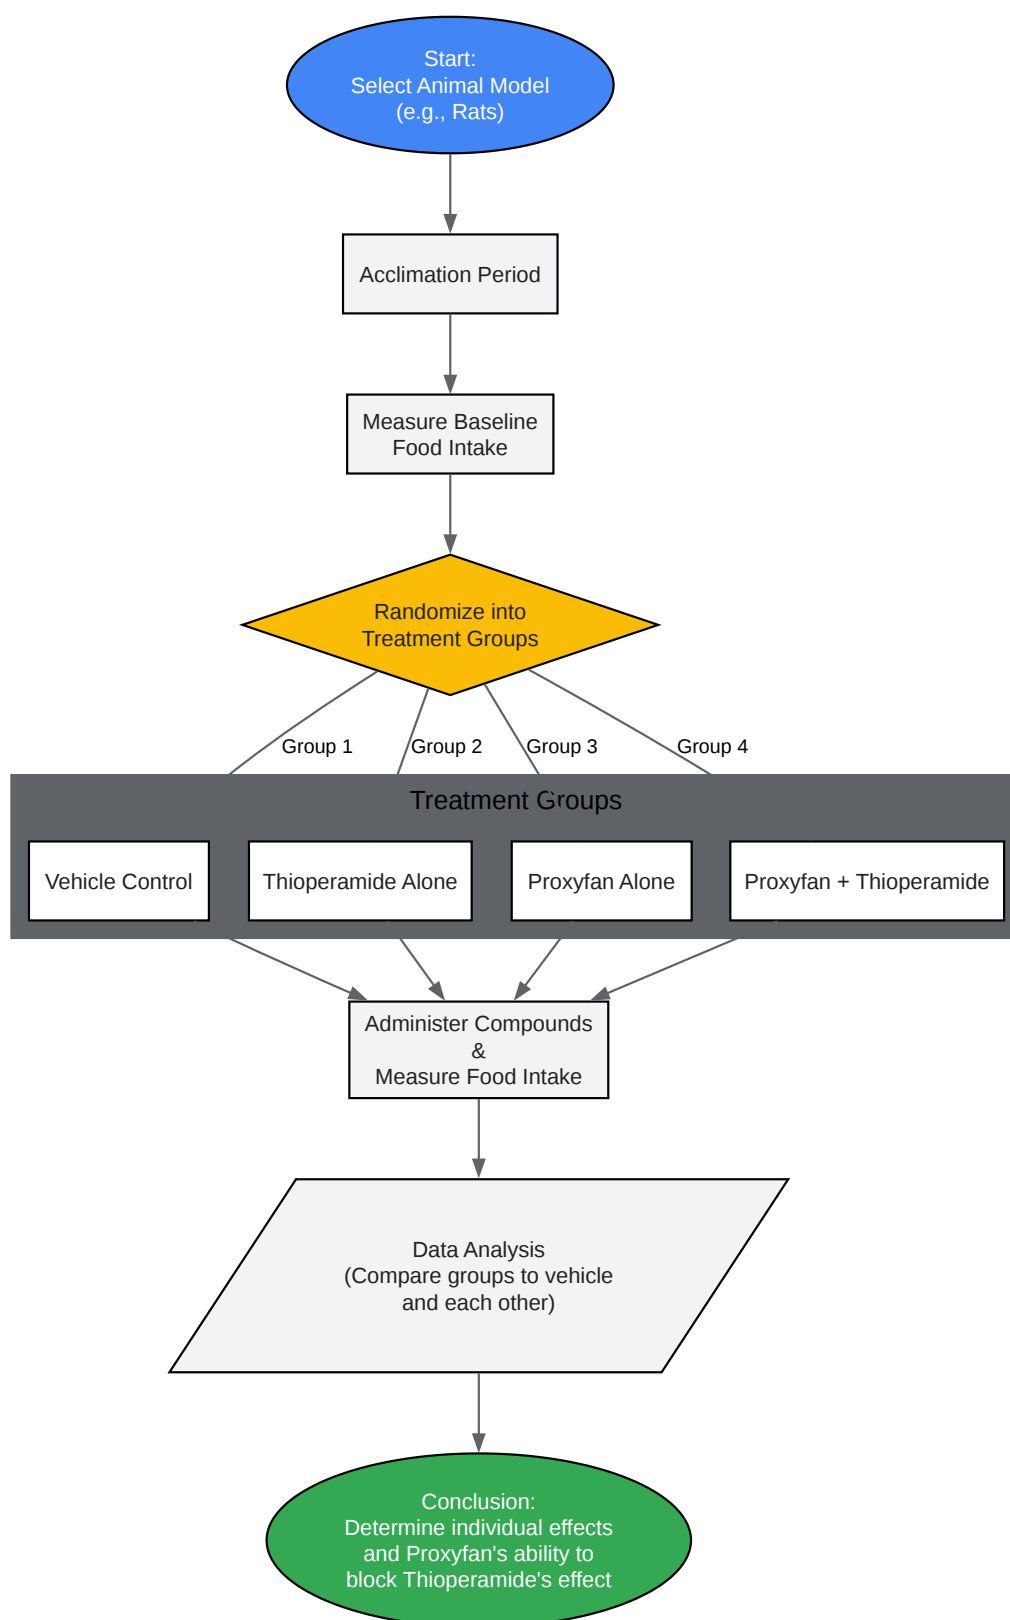 Start:
Select Animal Model
(e.g., Rats)
Acclimation Period
Measure Baseline
Food Intake
Randomize into
Treatment Groups
Group 1
Group 2
Group 3
Group 4
Treatment Groups
Vehicle Control
Thioperamide Alone
Proxyfan Alone
Proxyfan + Thioperamide
Administer Compounds
&
Measure Food Intake
Data Analysis
(Compare groups to vehicle
and each other)
Conclusion:
Determine individual effects
and Proxyfan's ability to
block Thioperamide's effect